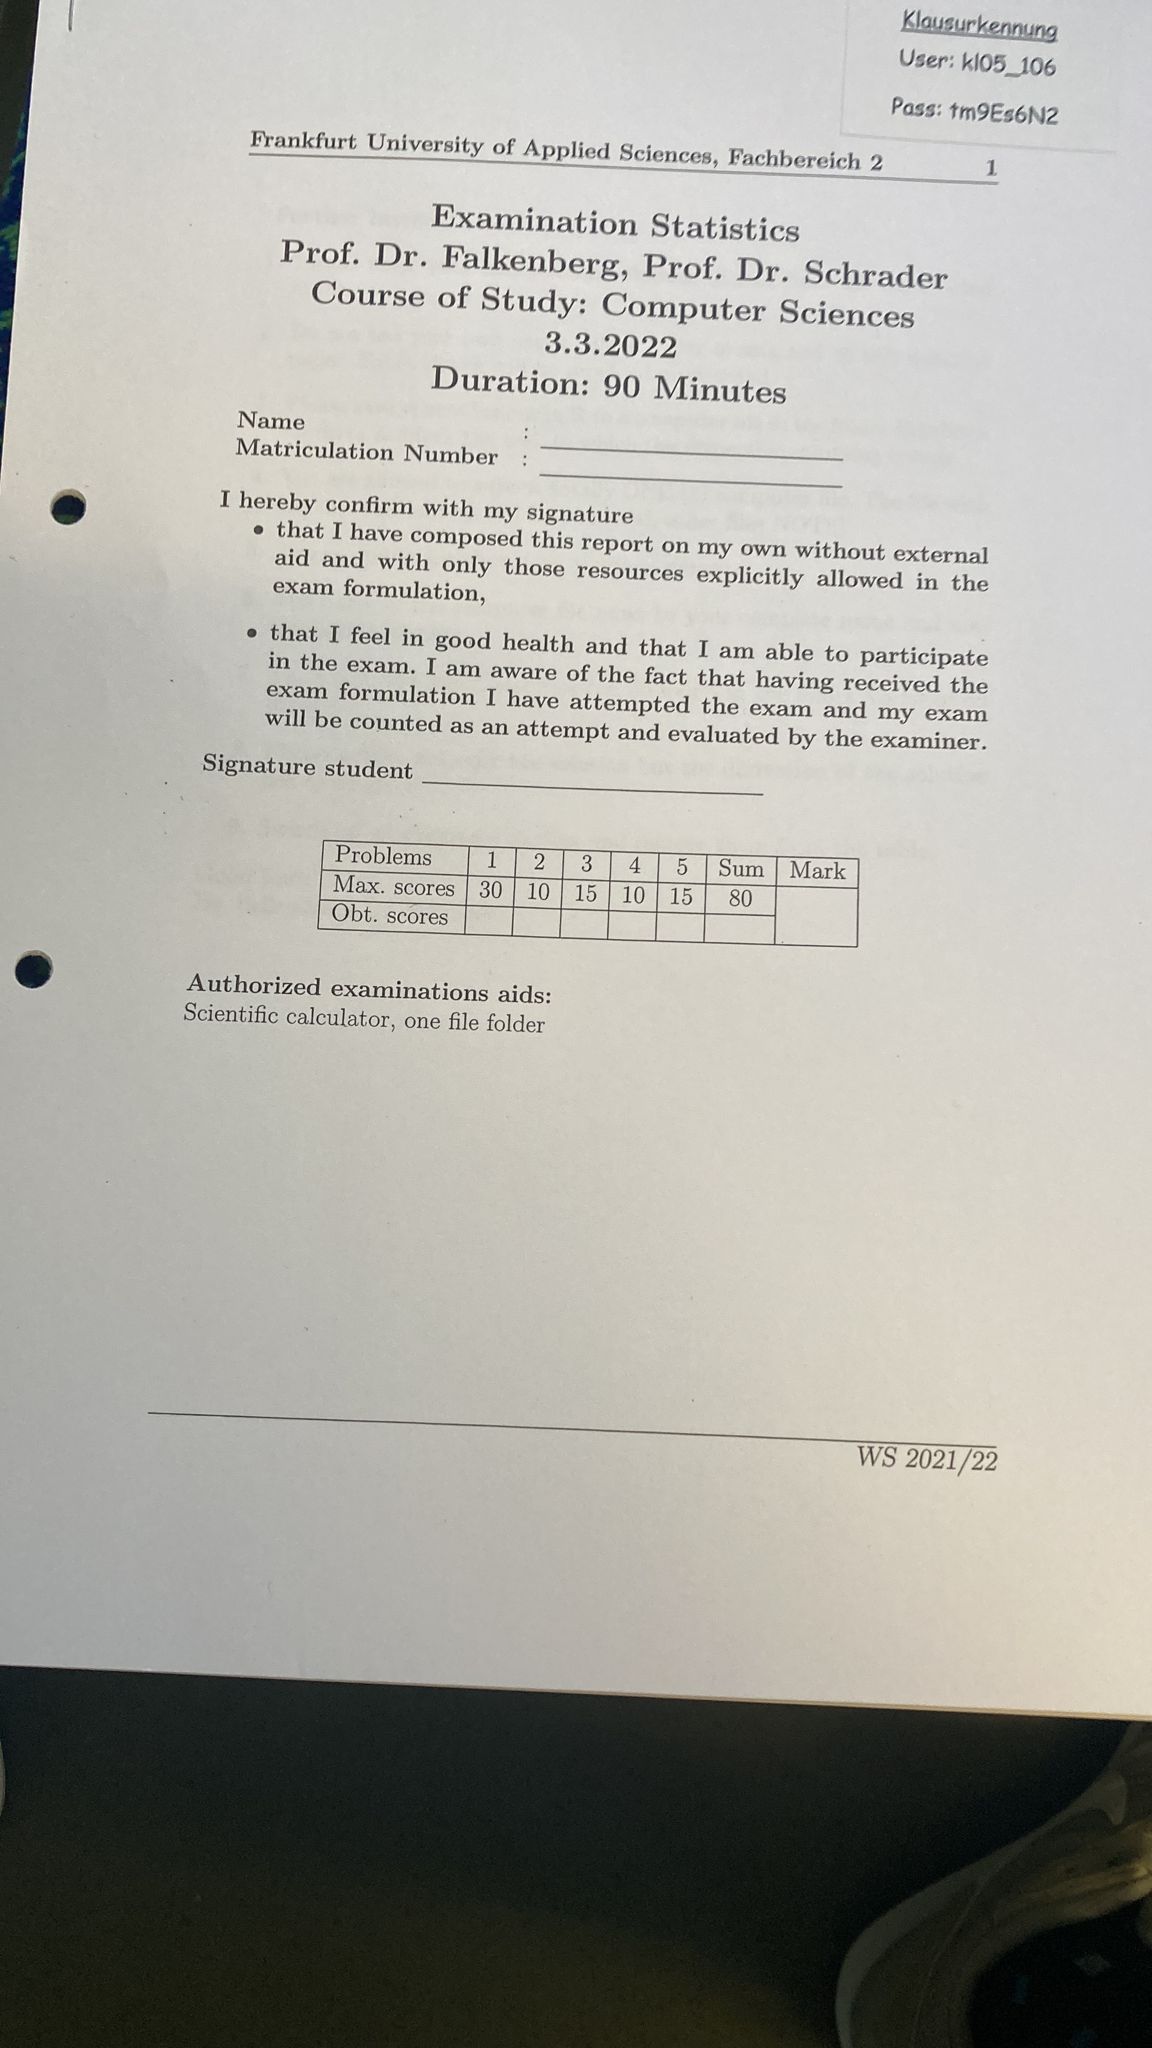 Klausurkennung
User: kl05_106
Pass: tm9Es6N2
Frankfurt University of Applied Sciences, Fachbereich 2 1
Examination Statistics
Prof. Dr. Falkenberg, Prof. Dr. Schrader
Course of Study: Computer Sciences
3.3.2022
Duration: 90 Minutes
Name :
Matriculation Number :
I hereby confirm with my signature
• that I have composed this report on my own without external
aid and with only those resources explicitly allowed in the
exam formulation,
• that I feel in good health and that I am able to participate
in the exam. I am aware of the fact that having received the
exam formulation I have attempted the exam and my exam
will be counted as an attempt and evaluated by the examiner.
Signature student
Problems 1 2 3 4 5 Sum Mark
Max. scores 30 10 15 10 15 80
Obt. scores
Authorized examinations aids:
Scientific calculator, one file folder
WS 2021/22